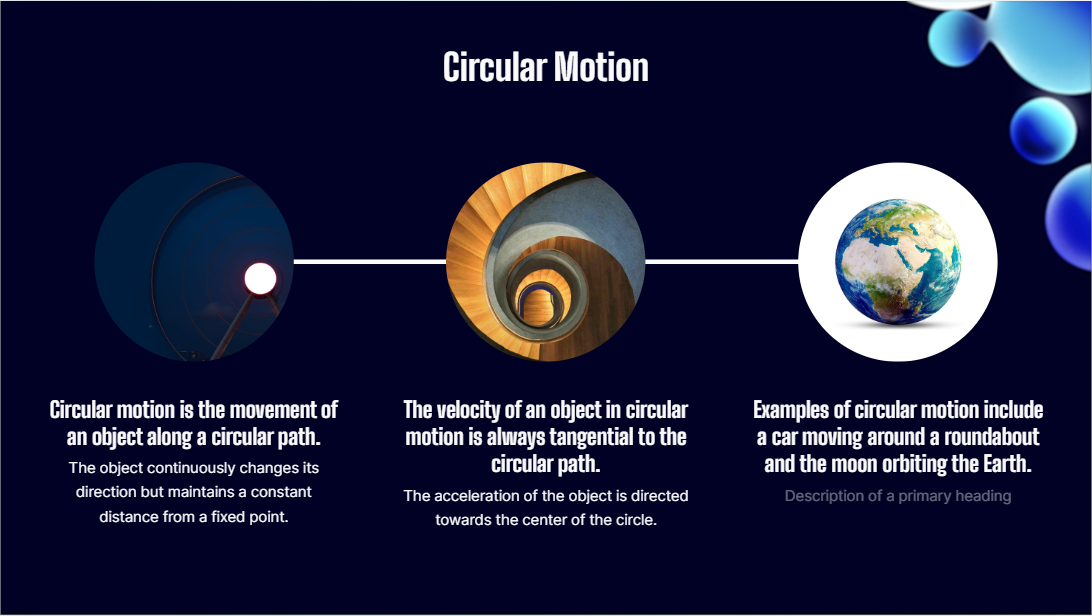 Circular Motion
Circular motion is the movement of
an object along a circular path.
The object continuously changes its
direction but maintains a constant
distance from a fixed point.
The velocity of an object in circular
motion is always tangential to the
circular path.
The acceleration of the object is directed
towards the center of the circle.
Examples of circular motion include
a car moving around a roundabout
and the moon orbiting the Earth.
Description of a primary heading